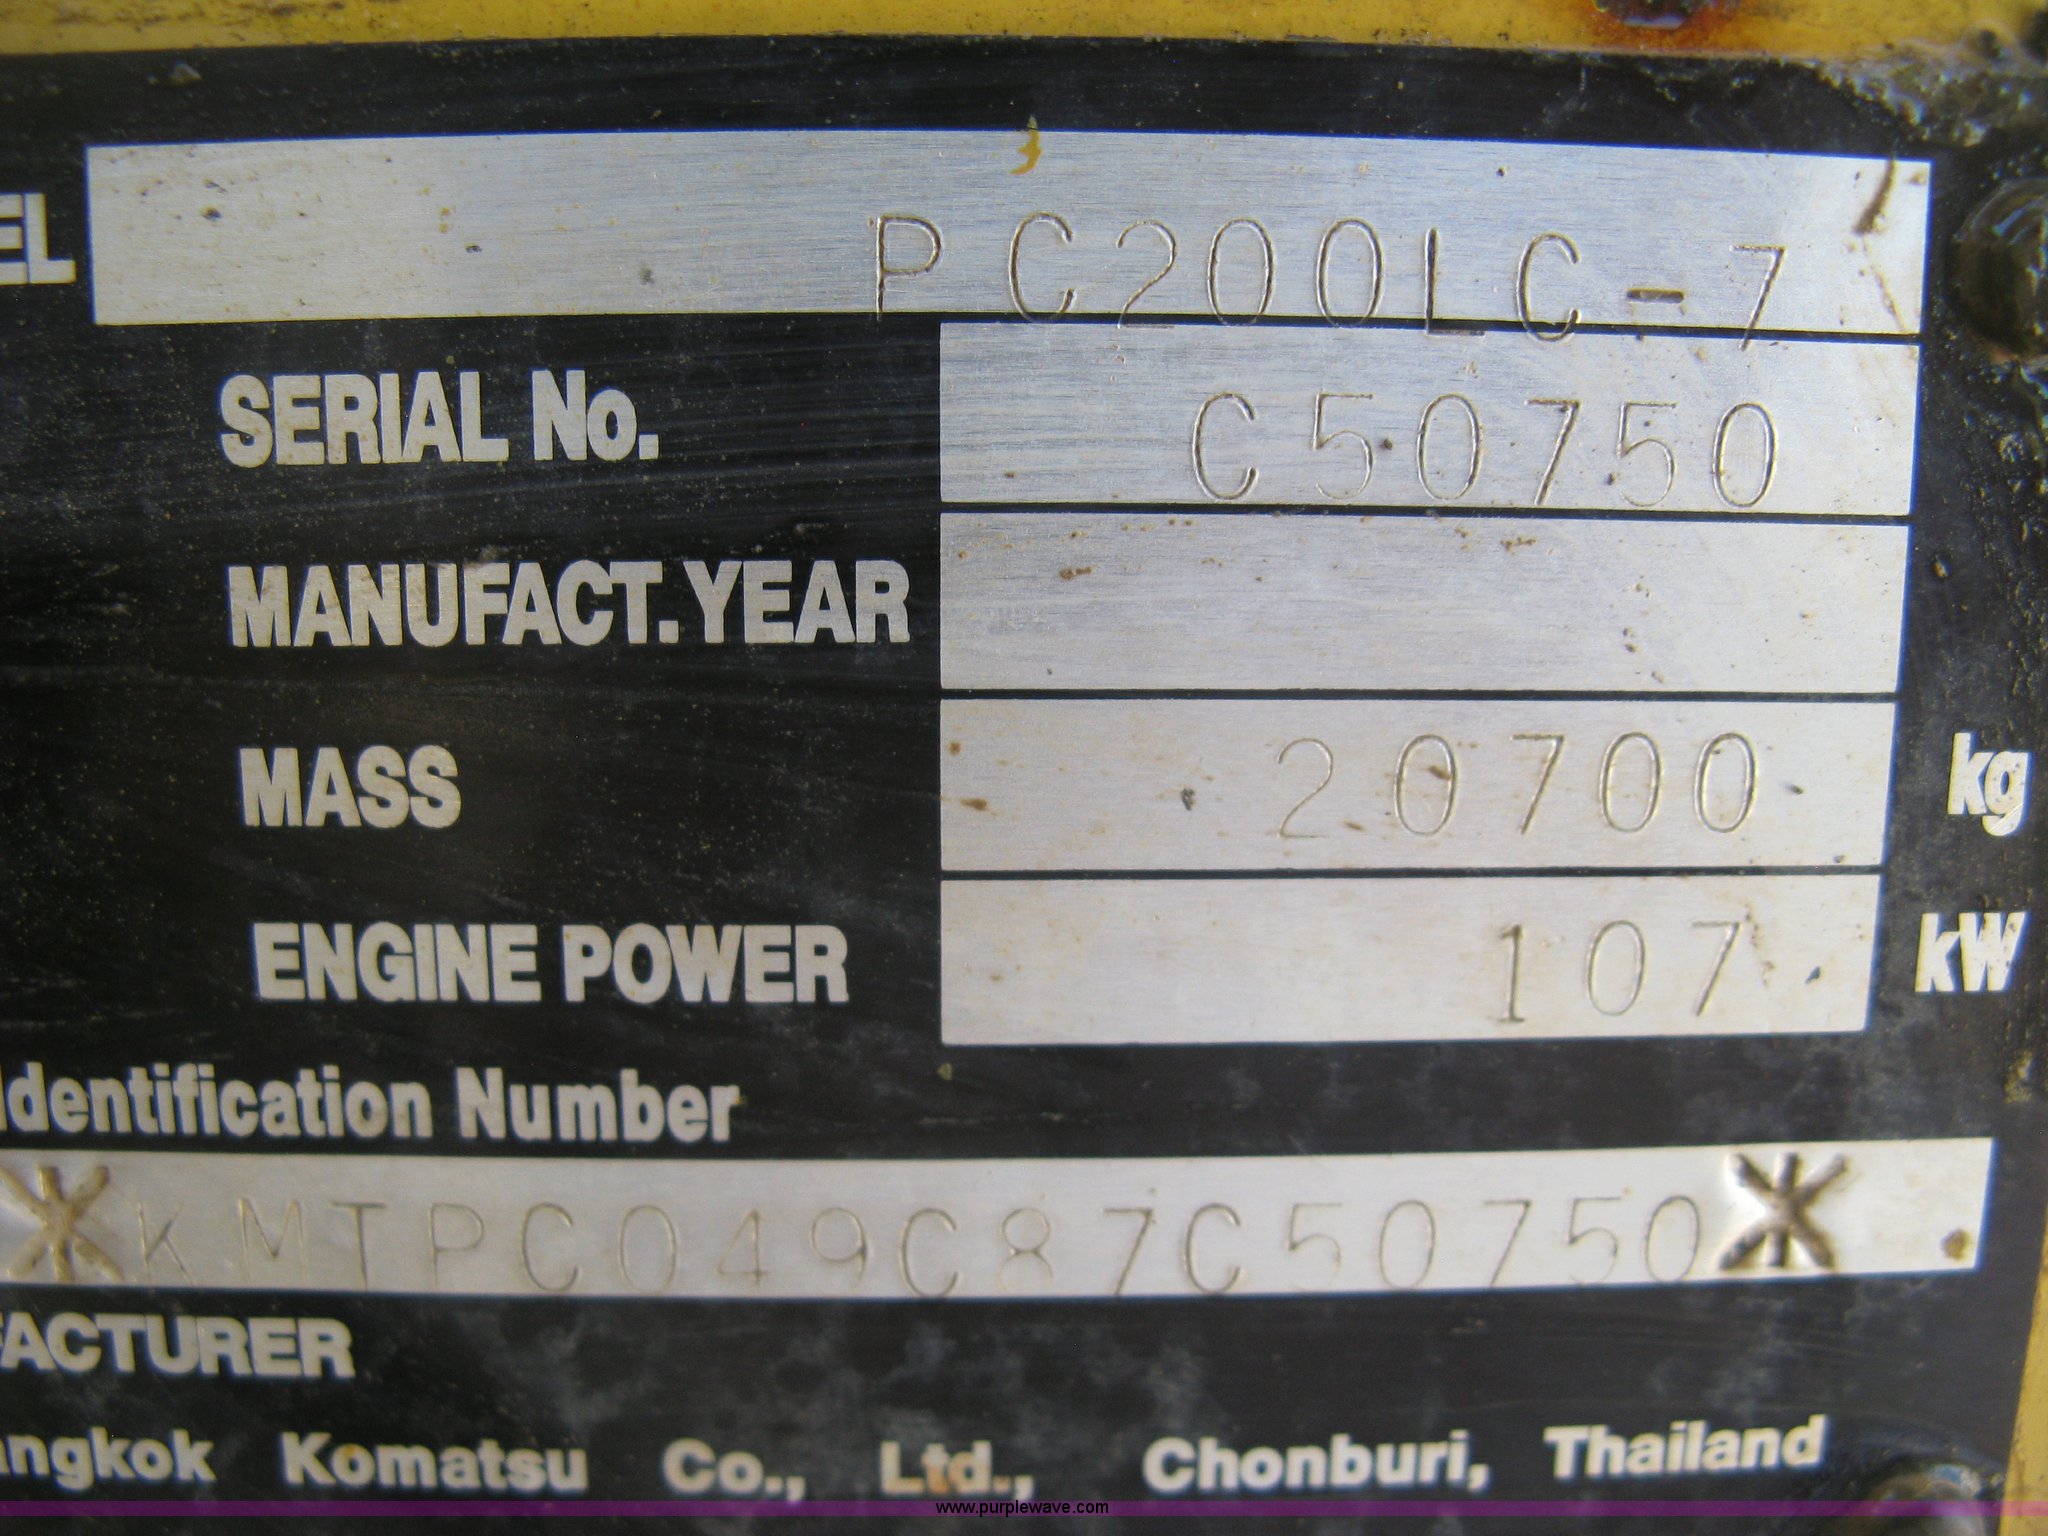 EL PC200LC-7
SERIAL No. C50750
MANUFACT.YEAR
MASS 20700 kg
ENGINE POWER 107 kW
Identification Number
*KMTPC049C87C50750*
FACTURER
angkok Komatsu Co., Ltd., Chonburi, Thailand
www.purplewave.com